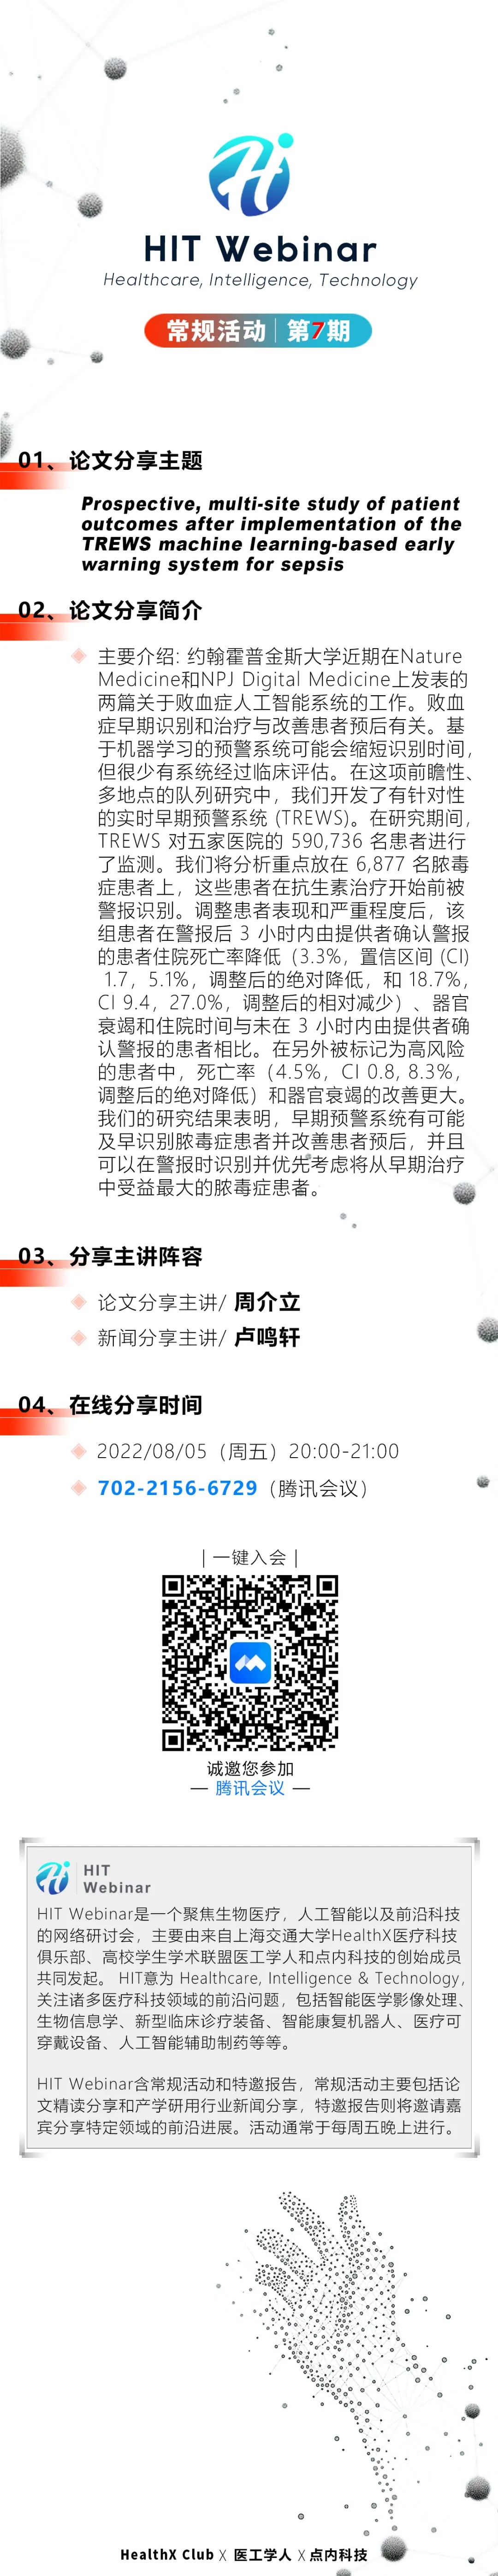 HIT Webinar
Healthcare, Intelligence, Technology
常规活动 | 第7期
01、论文分享主题
Prospective, multi-site study of patient
outcomes after implementation of the
TREWS machine learning-based early
warning system for sepsis
02、论文分享简介
主要介绍: 约翰霍普金斯大学近期在Nature
Medicine和NPJ Digital Medicine上发表的
两篇关于败血症人工智能系统的工作。败血
症早期识别和治疗与改善患者预后有关。基
于机器学习的预警系统可能会缩短识别时间，
但很少有系统经过临床评估。在这项前瞻性、
多地点的队列研究中，我们开发了有针对性
的实时早期预警系统 (TREWS)。在研究期间，
TREWS 对五家医院的 590,736 名患者进行
了监测。我们将分析重点放在 6,877 名脓毒
症患者上，这些患者在抗生素治疗开始前被
警报识别。调整患者表现和严重程度后，该
组患者在警报后 3 小时内由提供者确认警报
的患者住院死亡率降低（3.3%，置信区间 (CI)
1.7，5.1%，调整后的绝对降低，和 18.7%，
CI 9.4，27.0%，调整后的相对减少）、器官
衰竭和住院时间与未在 3 小时内由提供者确
认警报的患者相比。在另外被标记为高风险
的患者中，死亡率（4.5%，CI 0.8, 8.3%，
调整后的绝对降低）和器官衰竭的改善更大。
我们的研究结果表明，早期预警系统有可能
及早识别脓毒症患者并改善患者预后，并且
可以在警报时识别并优先考虑将从早期治疗
中受益最大的脓毒症患者。
03、分享主讲阵容
论文分享主讲/ 周介立
新闻分享主讲/ 卢鸣轩
04、在线分享时间
2022/08/05（周五）20:00-21:00
702-2156-6729（腾讯会议）
| 一键入会 |
诚邀您参加
— 腾讯会议 —
HIT
Webinar
HIT Webinar是一个聚焦生物医疗，人工智能以及前沿科技
的网络研讨会，主要由来自上海交通大学HealthX医疗科技
俱乐部、高校学生学术联盟医工学人和点内科技的创始成员
共同发起。 HIT意为 Healthcare, Intelligence & Technology，
关注诸多医疗科技领域的前沿问题，包括智能医学影像处理、
生物信息学、新型临床诊疗装备、智能康复机器人、医疗可
穿戴设备、人工智能辅助制药等等。
HIT Webinar含常规活动和特邀报告，常规活动主要包括论
文精读分享和产学研用行业新闻分享，特邀报告则将邀请嘉
宾分享特定领域的前沿进展。活动通常于每周五晚上进行。
HealthX Club X 医工学人 X 点内科技